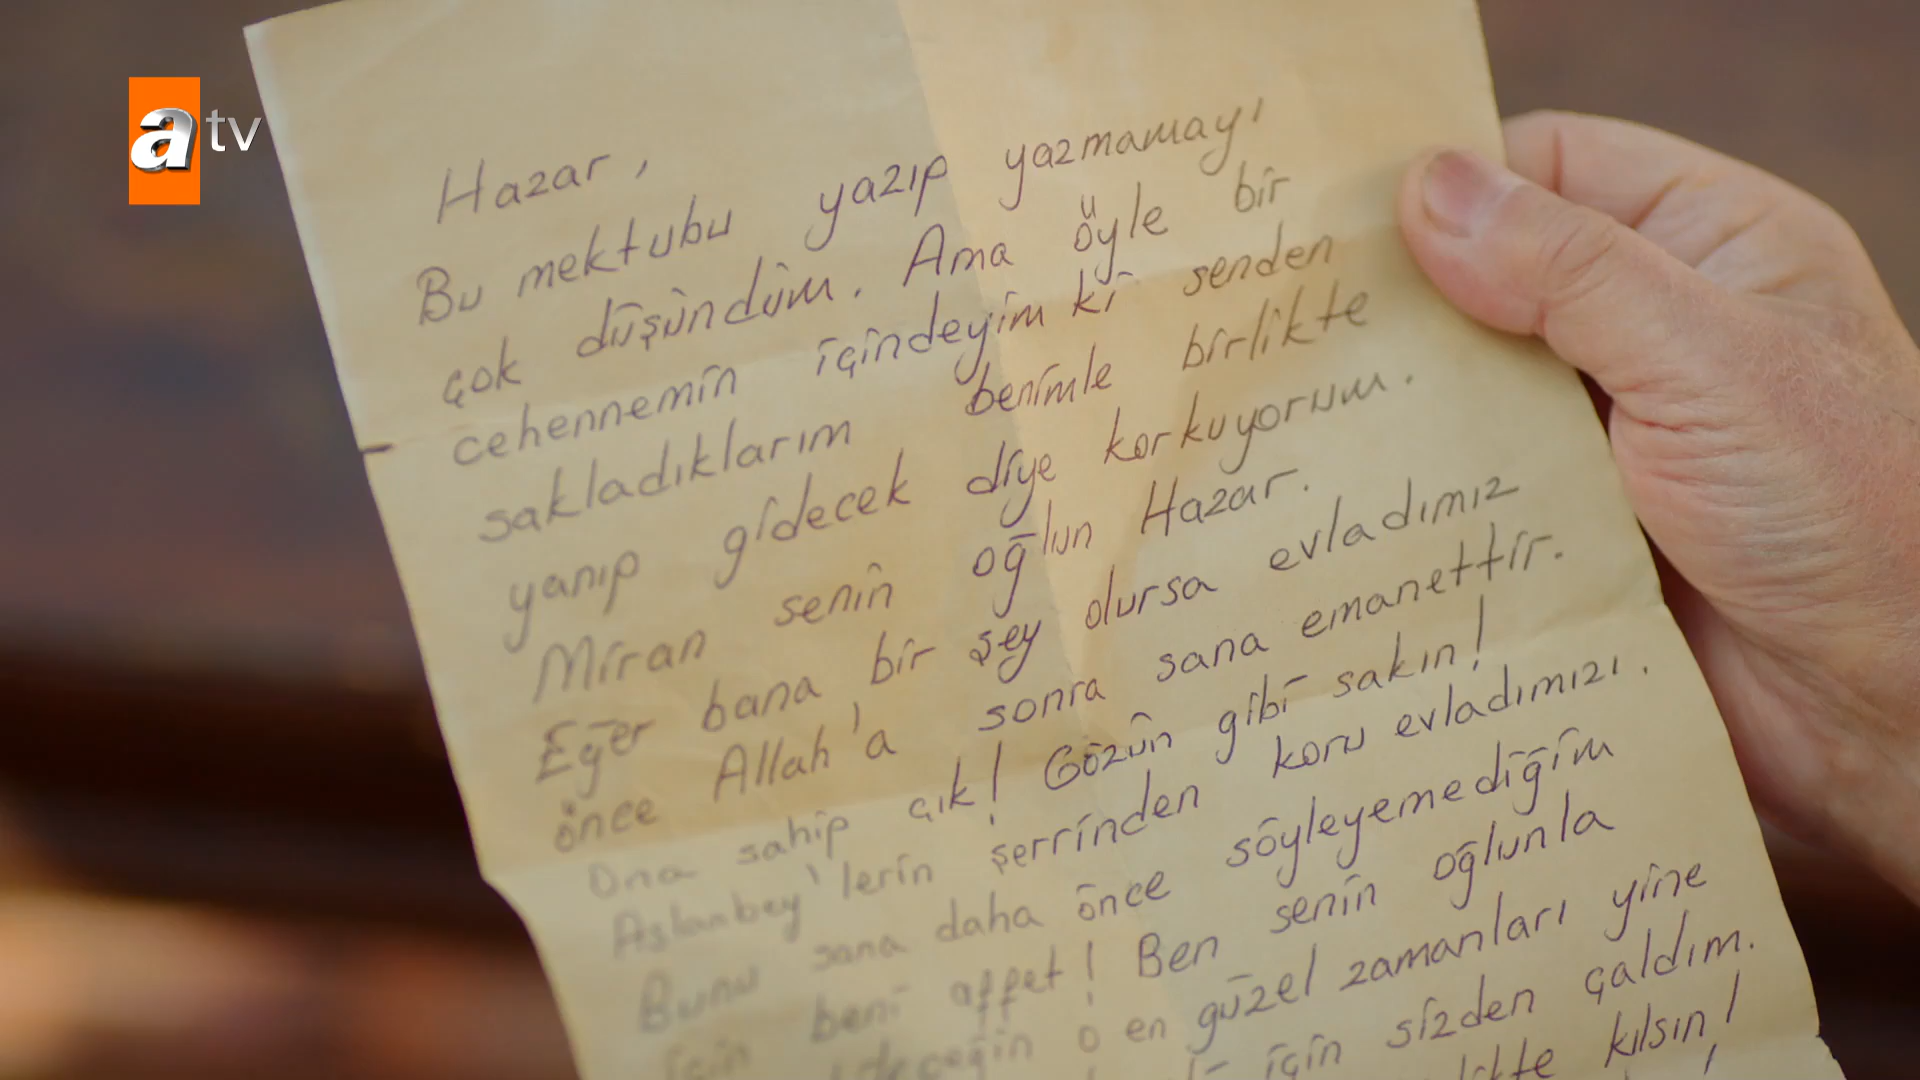 atv
Hazar,
Bu mektubu yazıp yazmamayı
çok düşündüm. Ama öyle bir
cehennemin içindeyim ki senden
sakladıklarım benimle birlikte
yanıp gidecek diye korkuyorum.
Miran senin oğlun Hazar.
Eğer bana bir şey olursa evladımız
önce Allah'a sonra sana emanettir.
Ona sahip çık! Gözün gibi sakın!
Aslanbey'lerin şerrinden koru evladımızı.
Bunu sana daha önce söyleyemediğim
için beni affet! Ben senin oğlunla
o en güzel zamanları yine
için sizden çaldım.
kılsın!